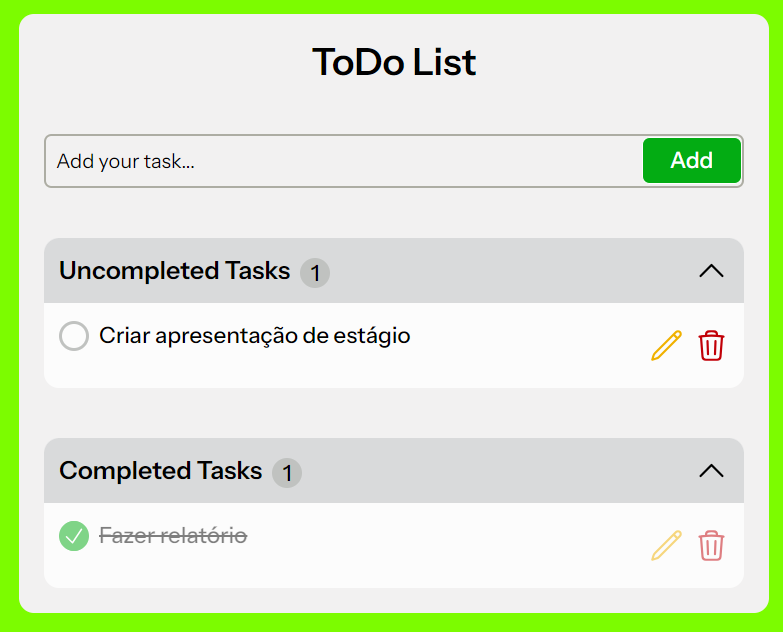 ToDo List
Add your task...
Add
Uncompleted Tasks 1
Criar apresentação de estágio
Completed Tasks 1
Fazer relatório